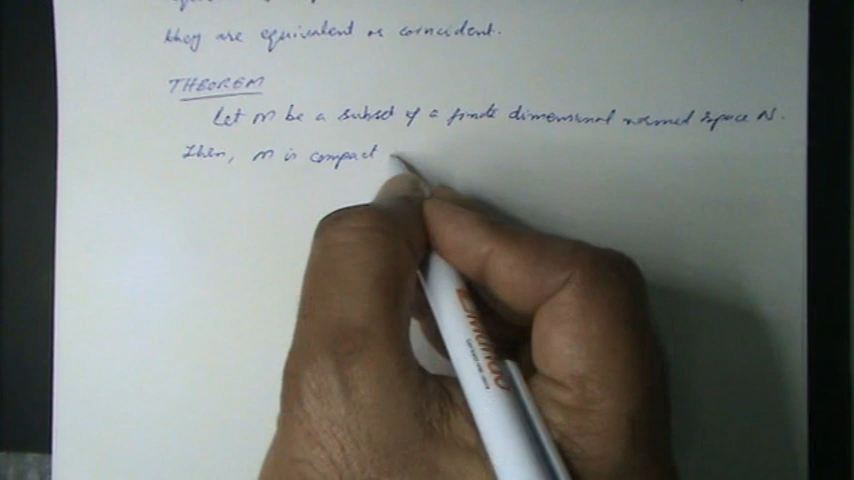 they are equivalent or coincident.
THEOREM
Let M be a subset of a finite dimensional normed space N.
Then, M is compact